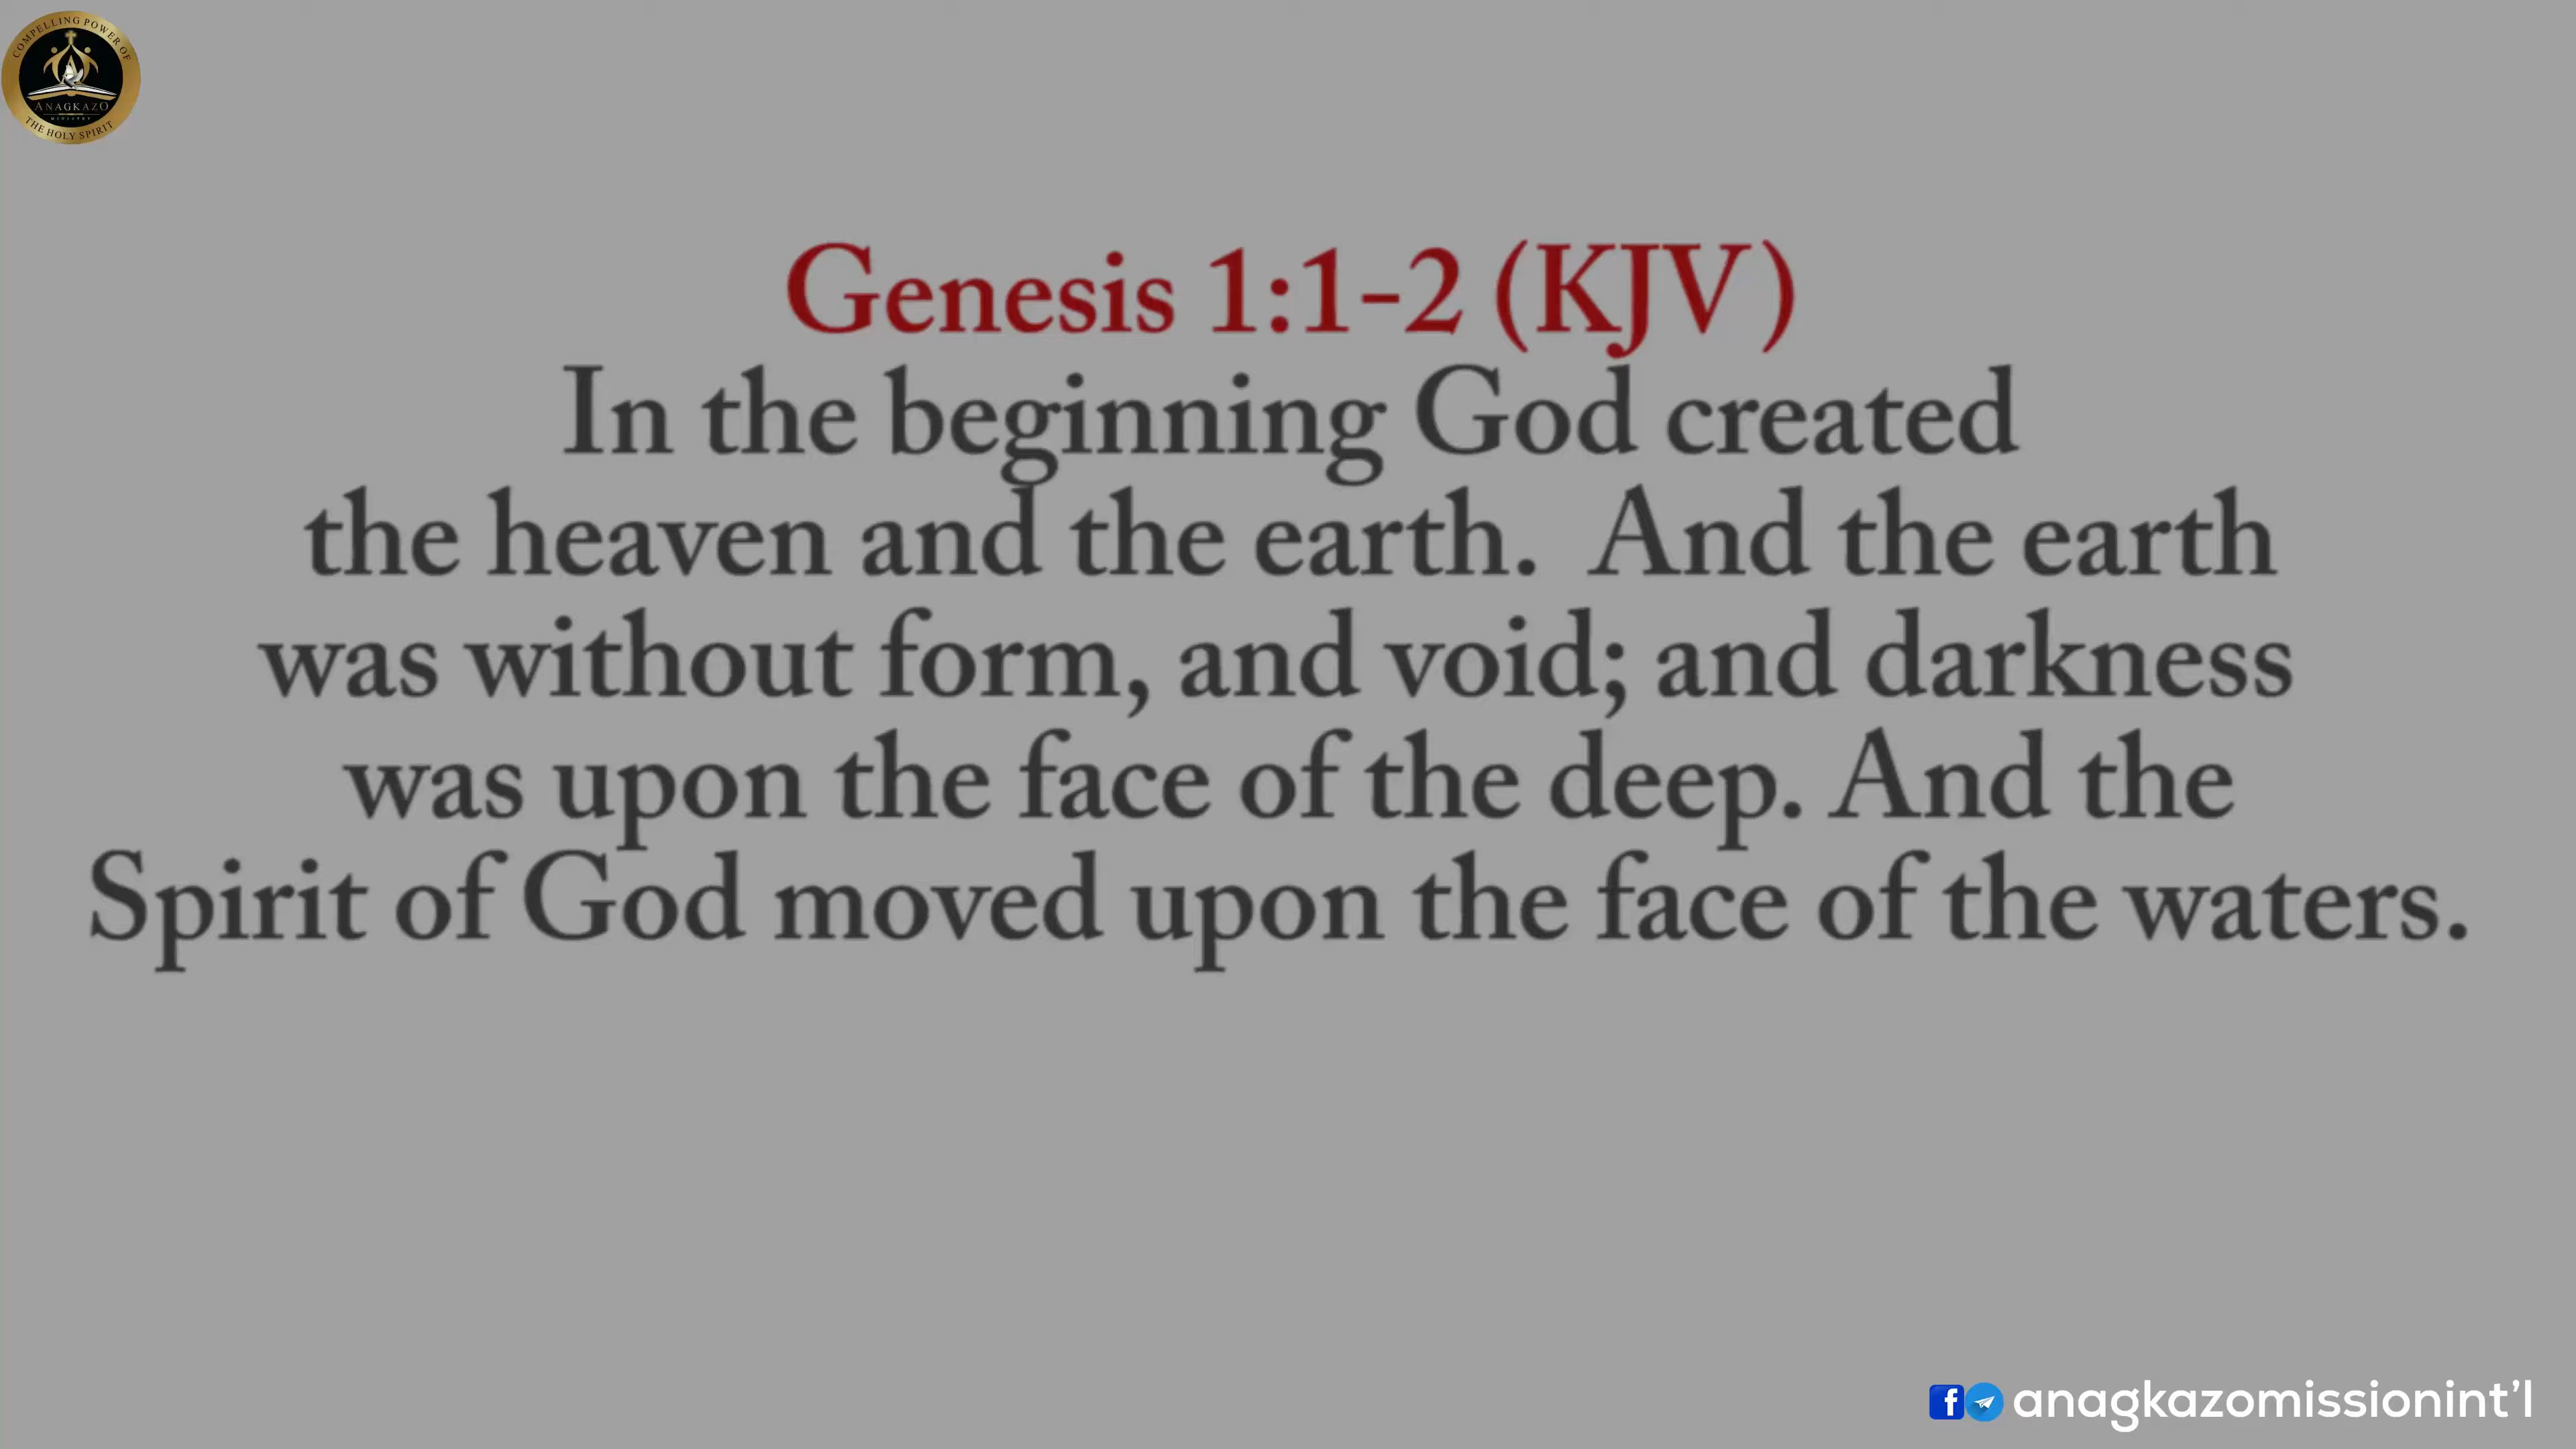 COMPELLING POWER OF
ANAGKAZO
MINISTRY
THE HOLY SPIRIT
Genesis 1:1-2 (KJV)
In the beginning God created
the heaven and the earth.  And the earth
was without form, and void; and darkness
was upon the face of the deep. And the
Spirit of God moved upon the face of the waters.
anagkazomissionint’l